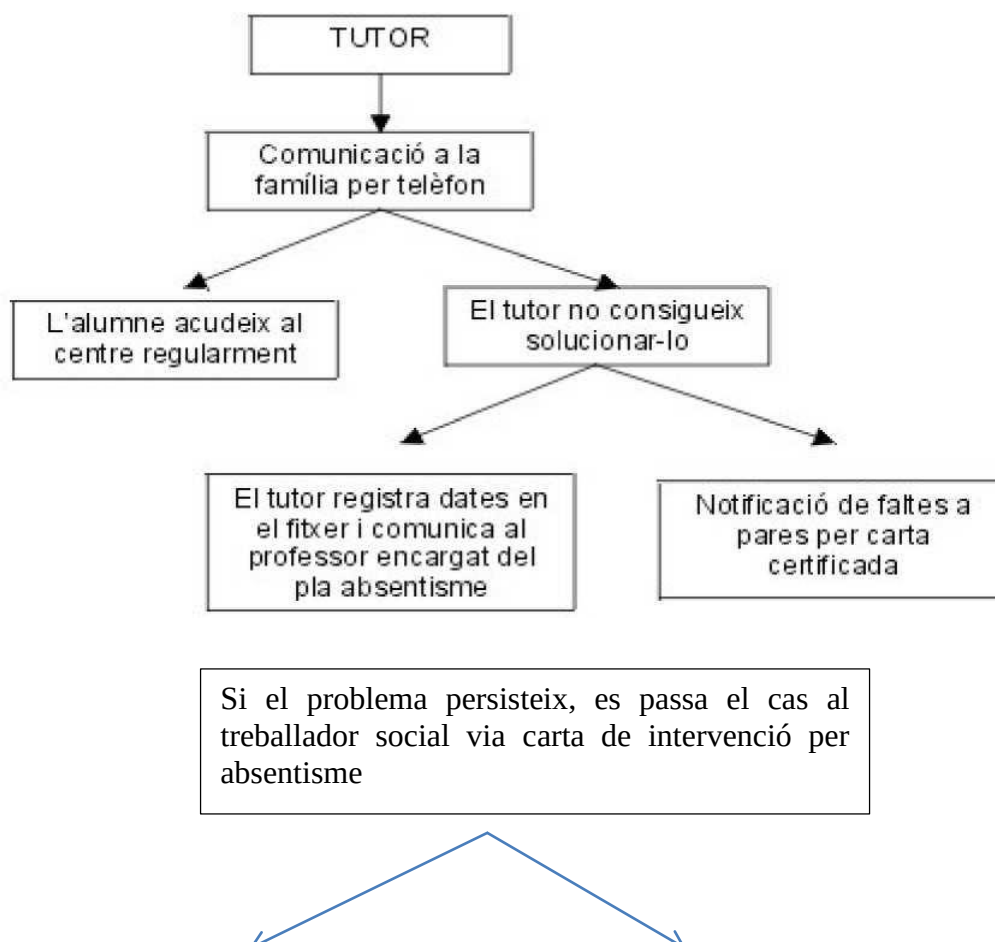 TUTOR
Comunicació a la
família per telèfon
L'alumne acudeix al
centre regularment
El tutor no consigueix
solucionar-lo
El tutor registra dates en
el fitxer i comunica al
professor encargat del
pla absentisme
Notificació de faltes a
pares per carta
certificada
Si el problema persisteix, es passa el cas al
treballador social via carta de intervenció per
absentisme